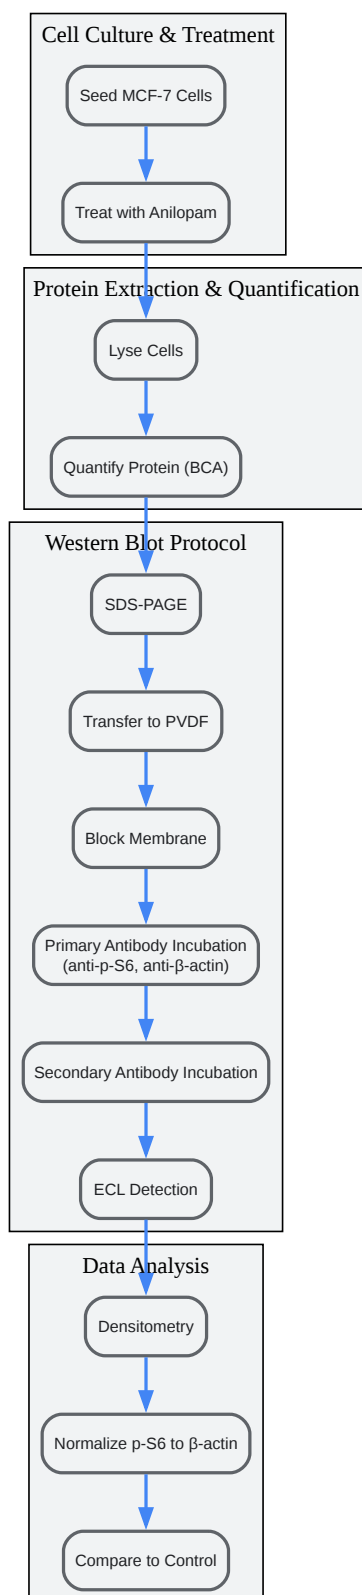 Cell Culture & Treatment
Seed MCF-7 Cells
Treat with Anilopam
Protein Extraction & Quantification
Lyse Cells
Quantify Protein (BCA)
Western Blot Protocol
SDS-PAGE
Transfer to PVDF
Block Membrane
Primary Antibody Incubation
(anti-p-S6, anti-β-actin)
Secondary Antibody Incubation
ECL Detection
Data Analysis
Densitometry
Normalize p-S6 to β-actin
Compare to Control